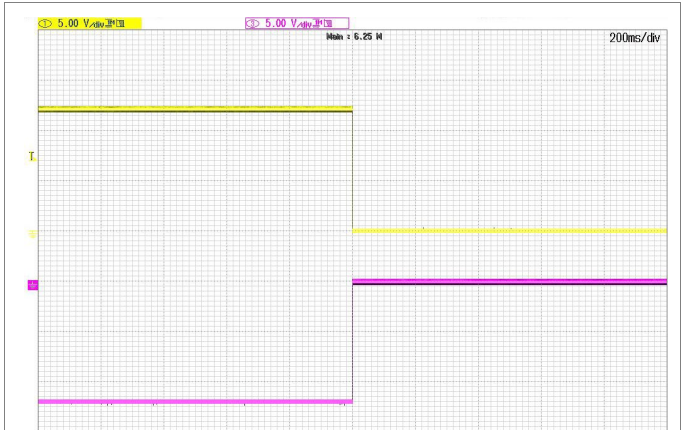 ① 5.00 V/div
③ 5.00 V/div
Main : 6.25 M
200ms/div
T